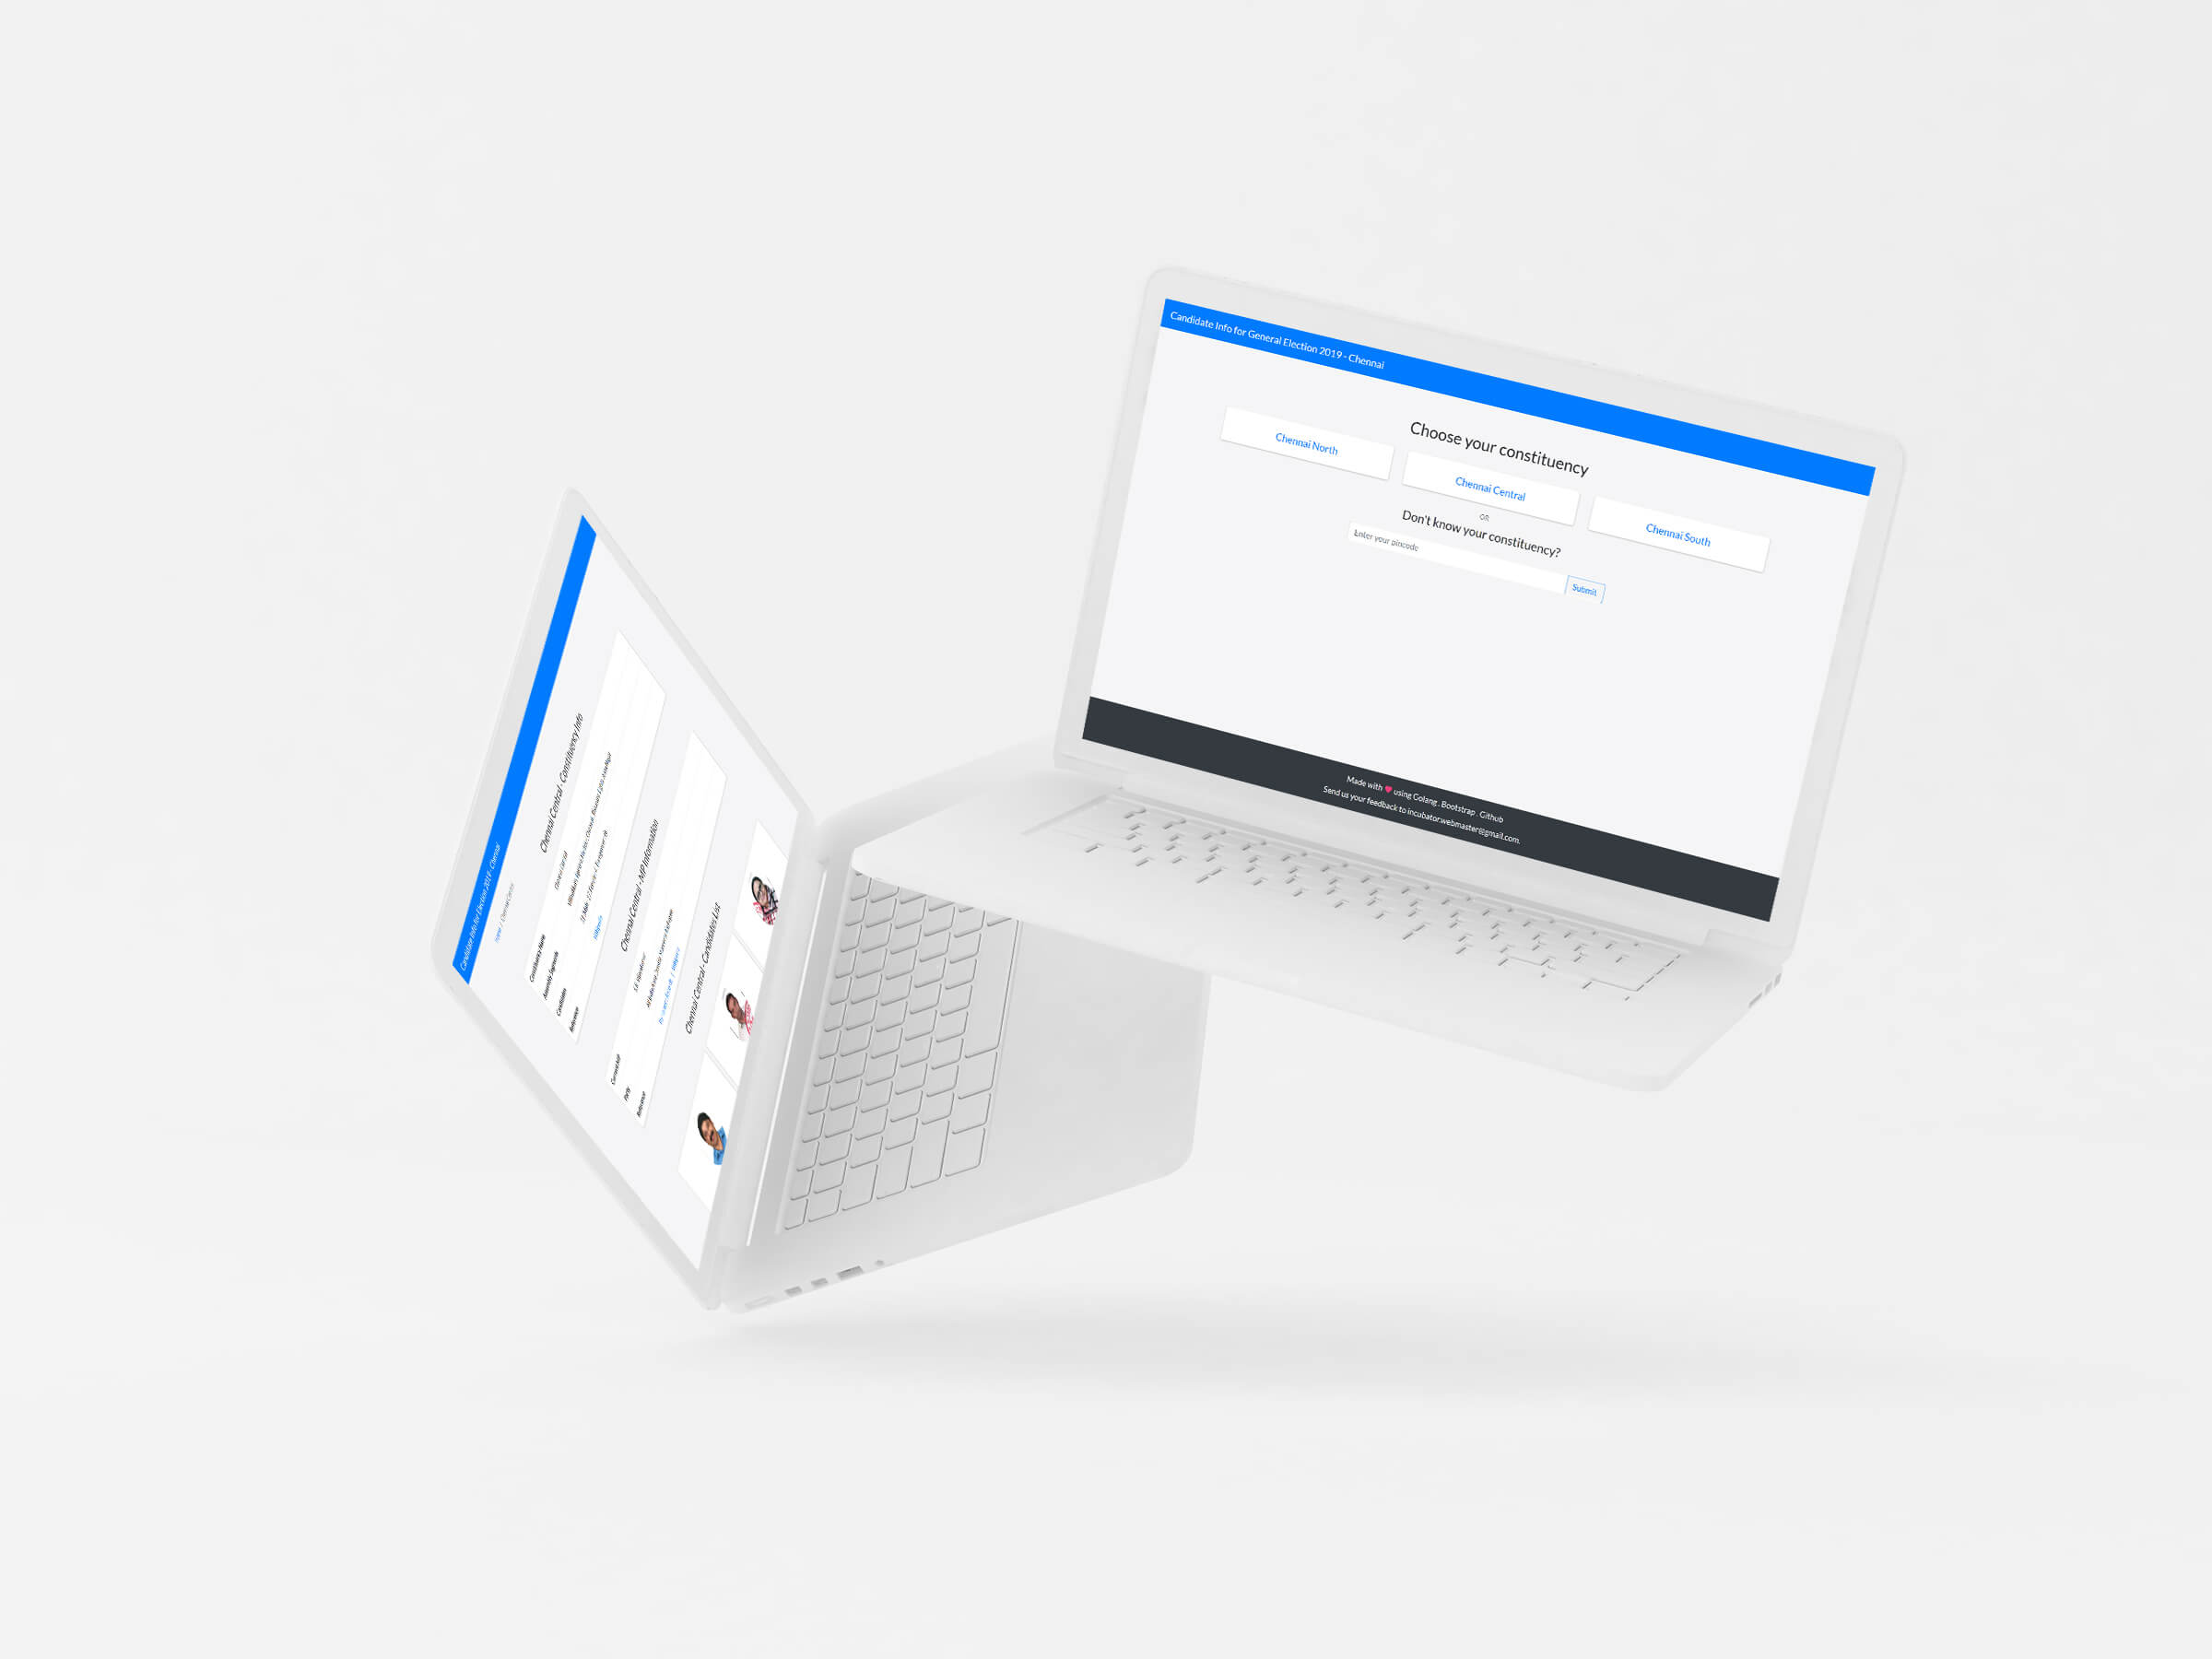 Candidate Info for General Election 2019 - Chennai
Choose your constituency
Chennai North
Chennai Central
Chennai South
OR
Don't know your constituency?
Enter your pincode
Submit
Made with ♥ using Golang . Bootstrap . Github
Send us your feedback to incubator.webmaster@gmail.com.
Candidate Info for Election 2019 - Chennai
Home / Chennai Central
Chennai Central - Constituency Info
Constituency Name Chennai Central
Assembly Segments
Candidates
Reference Wikipedia
Chennai Central - MP Information
Current MP
Party
Reference
Chennai Central - Candidates List